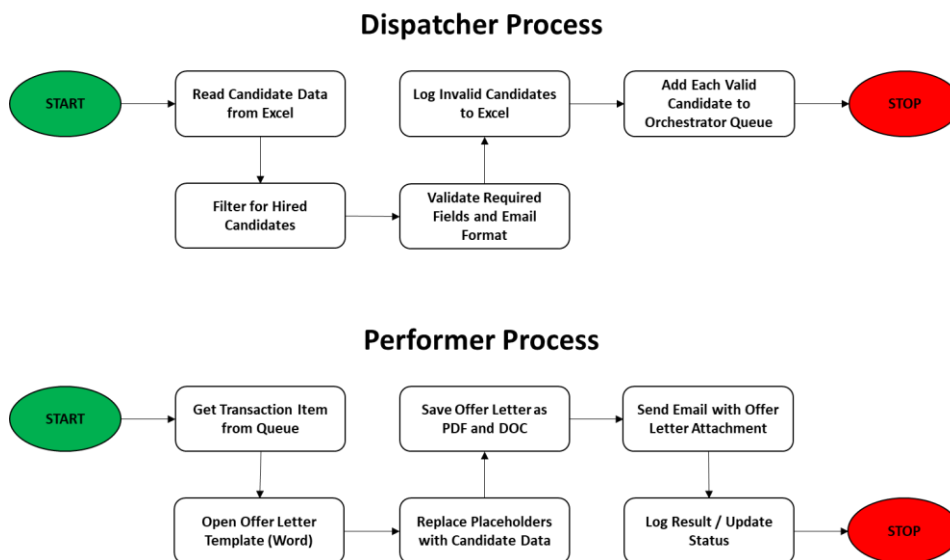 Dispatcher Process
START
Read Candidate Data
from Excel
Filter for Hired
Candidates
Validate Required
Fields and Email
Format
Log Invalid Candidates
to Excel
Add Each Valid
Candidate to
Orchestrator Queue
STOP
Performer Process
START
Get Transaction Item
from Queue
Open Offer Letter
Template (Word)
Replace Placeholders
with Candidate Data
Save Offer Letter as
PDF and DOC
Send Email with Offer
Letter Attachment
Log Result / Update
Status
STOP